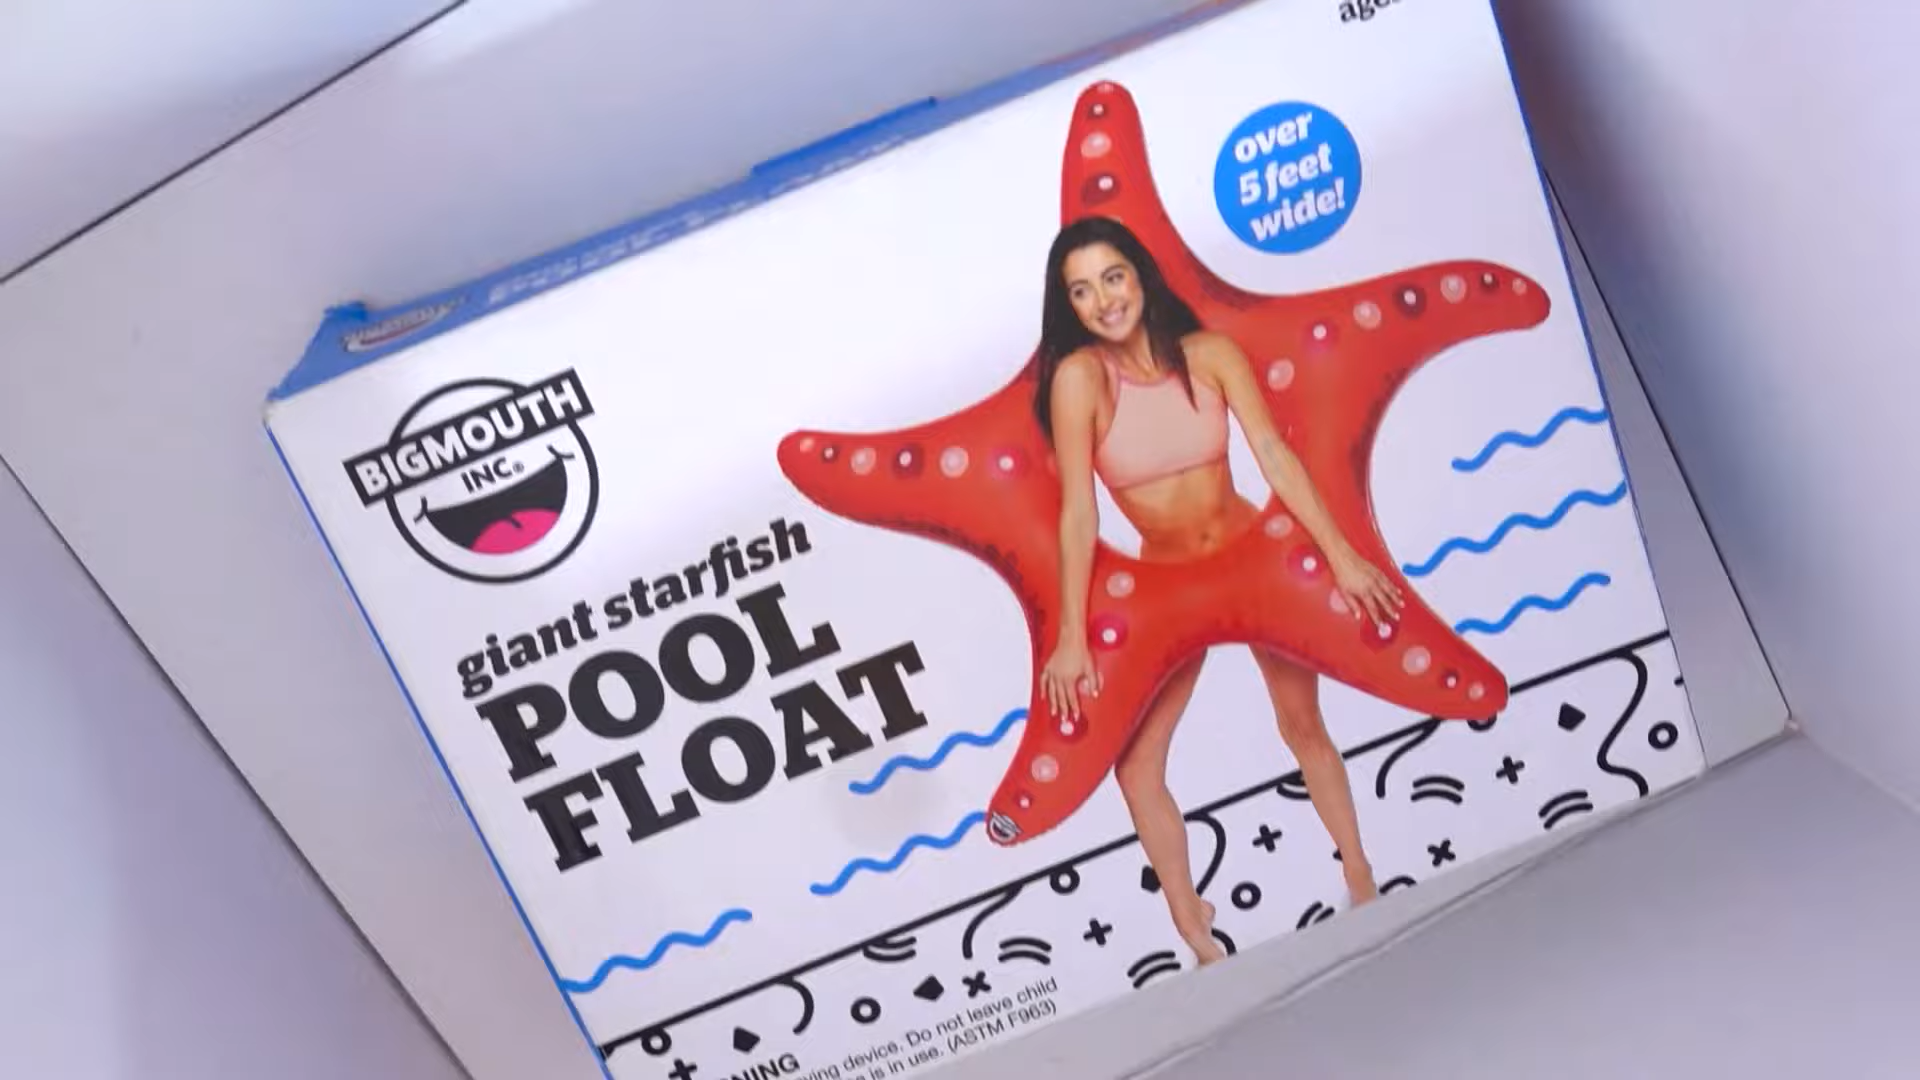 over
5 feet
wide!
BIGMOUTH
INC®
giant starfish
POOL
FLOAT
device. Do not leave child
is in use. (ASTM F963)